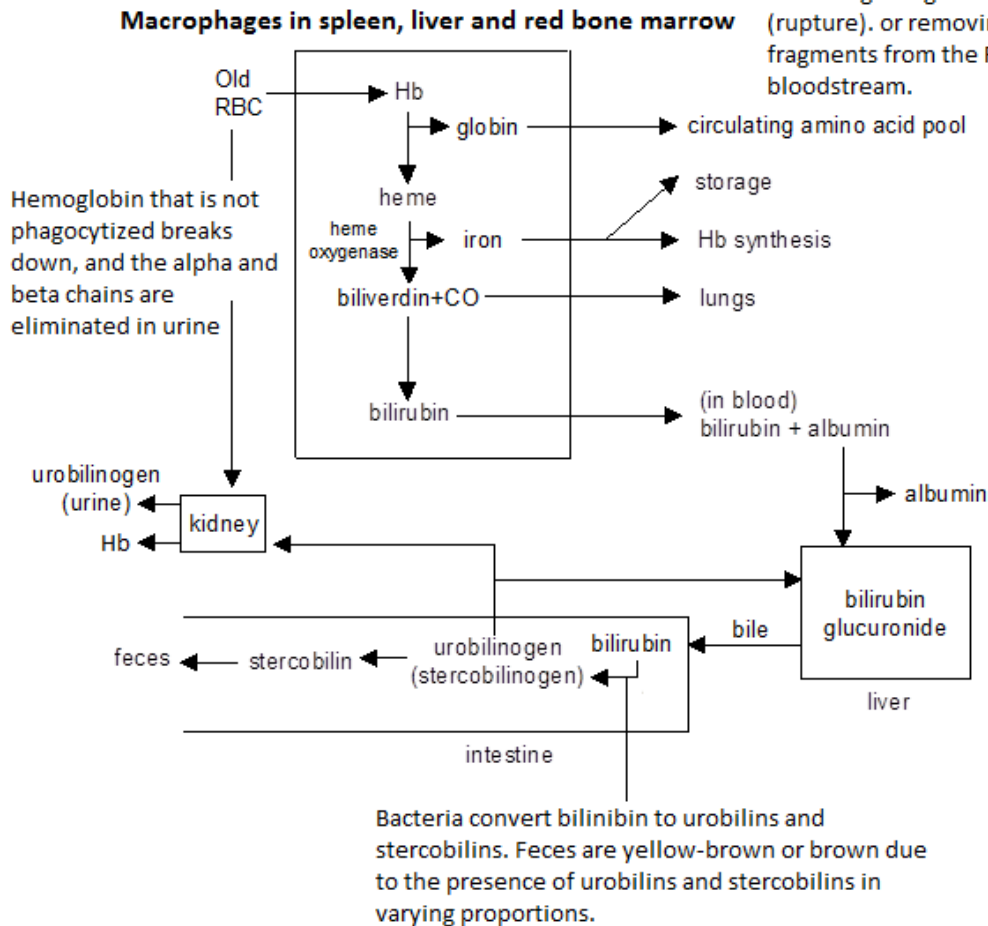 Macrophages in spleen, liver and red bone marrow
(rupture). or removin
fragments from the
bloodstream.
Old
RBC
Hb
globin
circulating amino acid pool
heme
storage
Hemoglobin that is not
phagocytized breaks
down, and the alpha and
beta chains are
eliminated in urine
heme
oxygenase
iron
Hb synthesis
biliverdin+CO
lungs
bilirubin
(in blood)
bilirubin + albumin
albumin
urobilinogen
(urine)
kidney
Hb
bilirubin
glucuronide
bile
liver
feces
stercobilin
urobilinogen
(stercobilinogen)
bilirubin
intestine
Bacteria convert bilinibin to urobilins and
stercobilins. Feces are yellow-brown or brown due
to the presence of urobilins and stercobilins in
varying proportions.